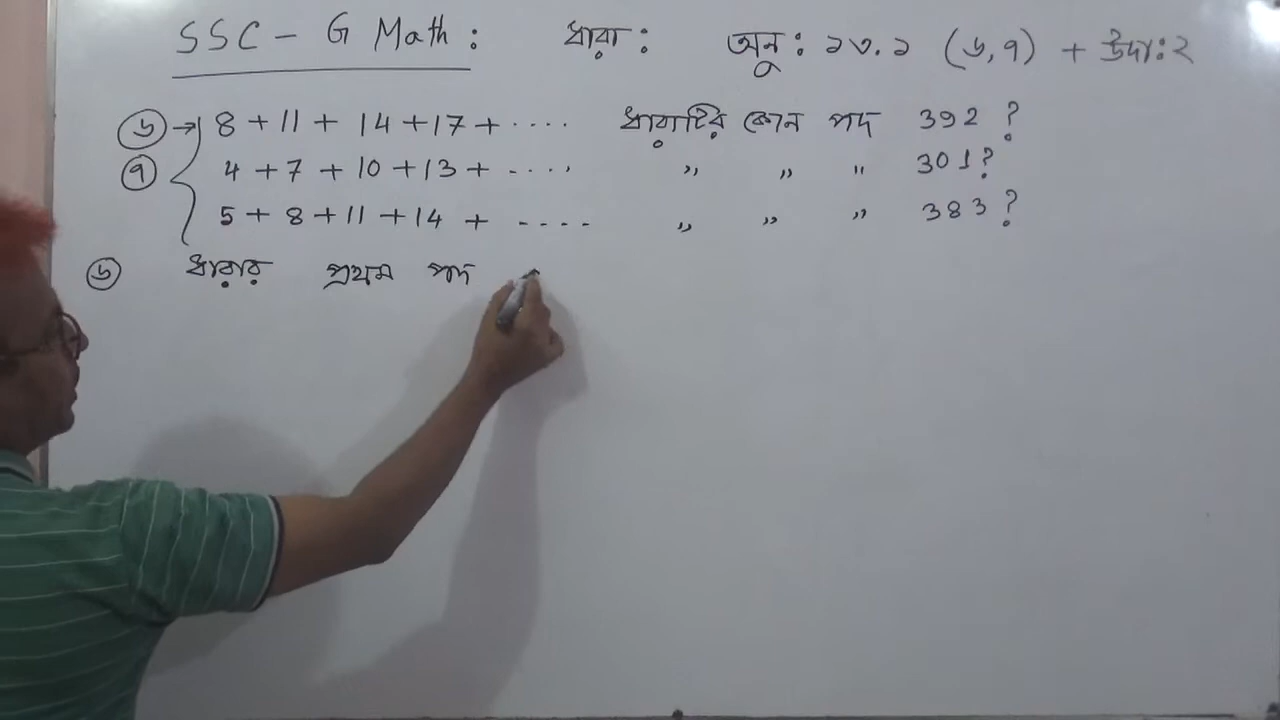 SSC - G Math : ধারা : অনু : ১৩.১ (৬,৭) + উদা: ২
৬ → 8 + 11 + 14 + 17 + .... ধারাটির কোন পদ 392 ?
৭ 4 + 7 + 10 + 13 + .... " " " 301 ?
5 + 8 + 11 + 14 + .... " " " 383 ?
৬ ধারার প্রথম পদ